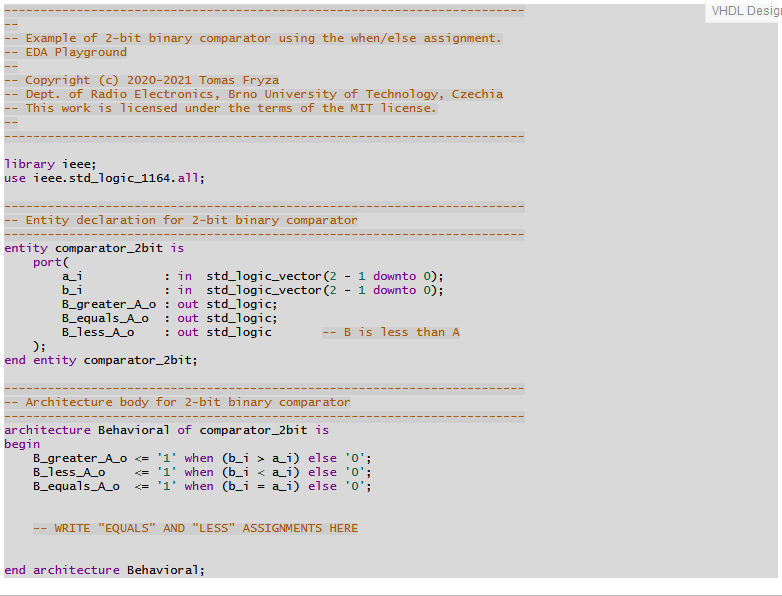 ------------------------------------------------------------------------
VHDL Desig
--
-- Example of 2-bit binary comparator using the when/else assignment.
-- EDA Playground
--
-- Copyright (c) 2020-2021 Tomas Fryza
-- Dept. of Radio Electronics, Brno University of Technology, Czechia
-- This work is licensed under the terms of the MIT license.
--
------------------------------------------------------------------------
library ieee;
use ieee.std_logic_1164.all;
------------------------------------------------------------------------
-- Entity declaration for 2-bit binary comparator
------------------------------------------------------------------------
entity comparator_2bit is
    port(
        a_i           : in  std_logic_vector(2 - 1 downto 0);
        b_i           : in  std_logic_vector(2 - 1 downto 0);
        B_greater_A_o : out std_logic;
        B_equals_A_o  : out std_logic;
        B_less_A_o    : out std_logic       -- B is less than A
    );
end entity comparator_2bit;
------------------------------------------------------------------------
-- Architecture body for 2-bit binary comparator
------------------------------------------------------------------------
architecture Behavioral of comparator_2bit is
begin
    B_greater_A_o <= '1' when (b_i > a_i) else '0';
    B_less_A_o    <= '1' when (b_i < a_i) else '0';
    B_equals_A_o  <= '1' when (b_i = a_i) else '0';
    -- WRITE "EQUALS" AND "LESS" ASSIGNMENTS HERE
end architecture Behavioral;